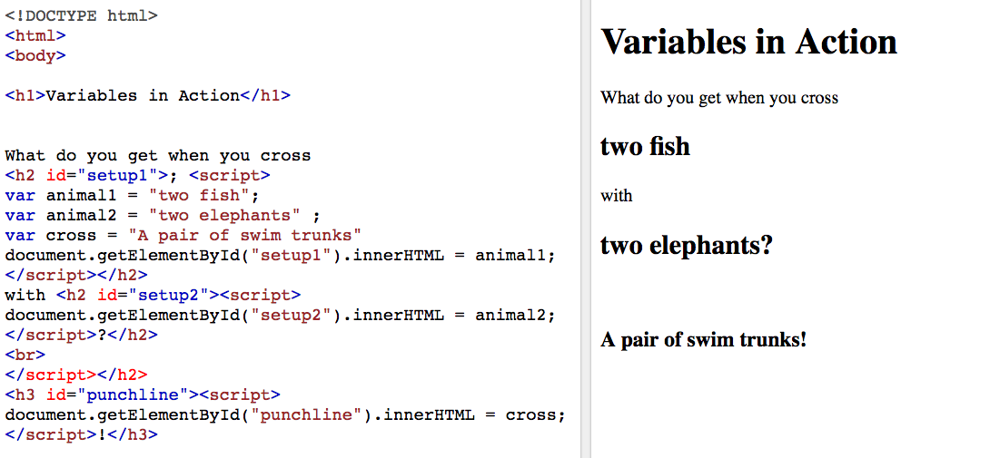 <!DOCTYPE html>
<html>
<body>
<h1>Variables in Action</h1>
What do you get when you cross
<h2 id="setup1">; <script>
var animal1 = "two fish";
var animal2 = "two elephants" ;
var cross = "A pair of swim trunks"
document.getElementById("setup1").innerHTML = animal1;
</script></h2>
with <h2 id="setup2"><script>
document.getElementById("setup2").innerHTML = animal2;
</script>?</h2>
<br>
</script></h2>
<h3 id="punchline"><script>
document.getElementById("punchline").innerHTML = cross;
</script>!</h3>
Variables in Action
What do you get when you cross
two fish
with
two elephants?
A pair of swim trunks!